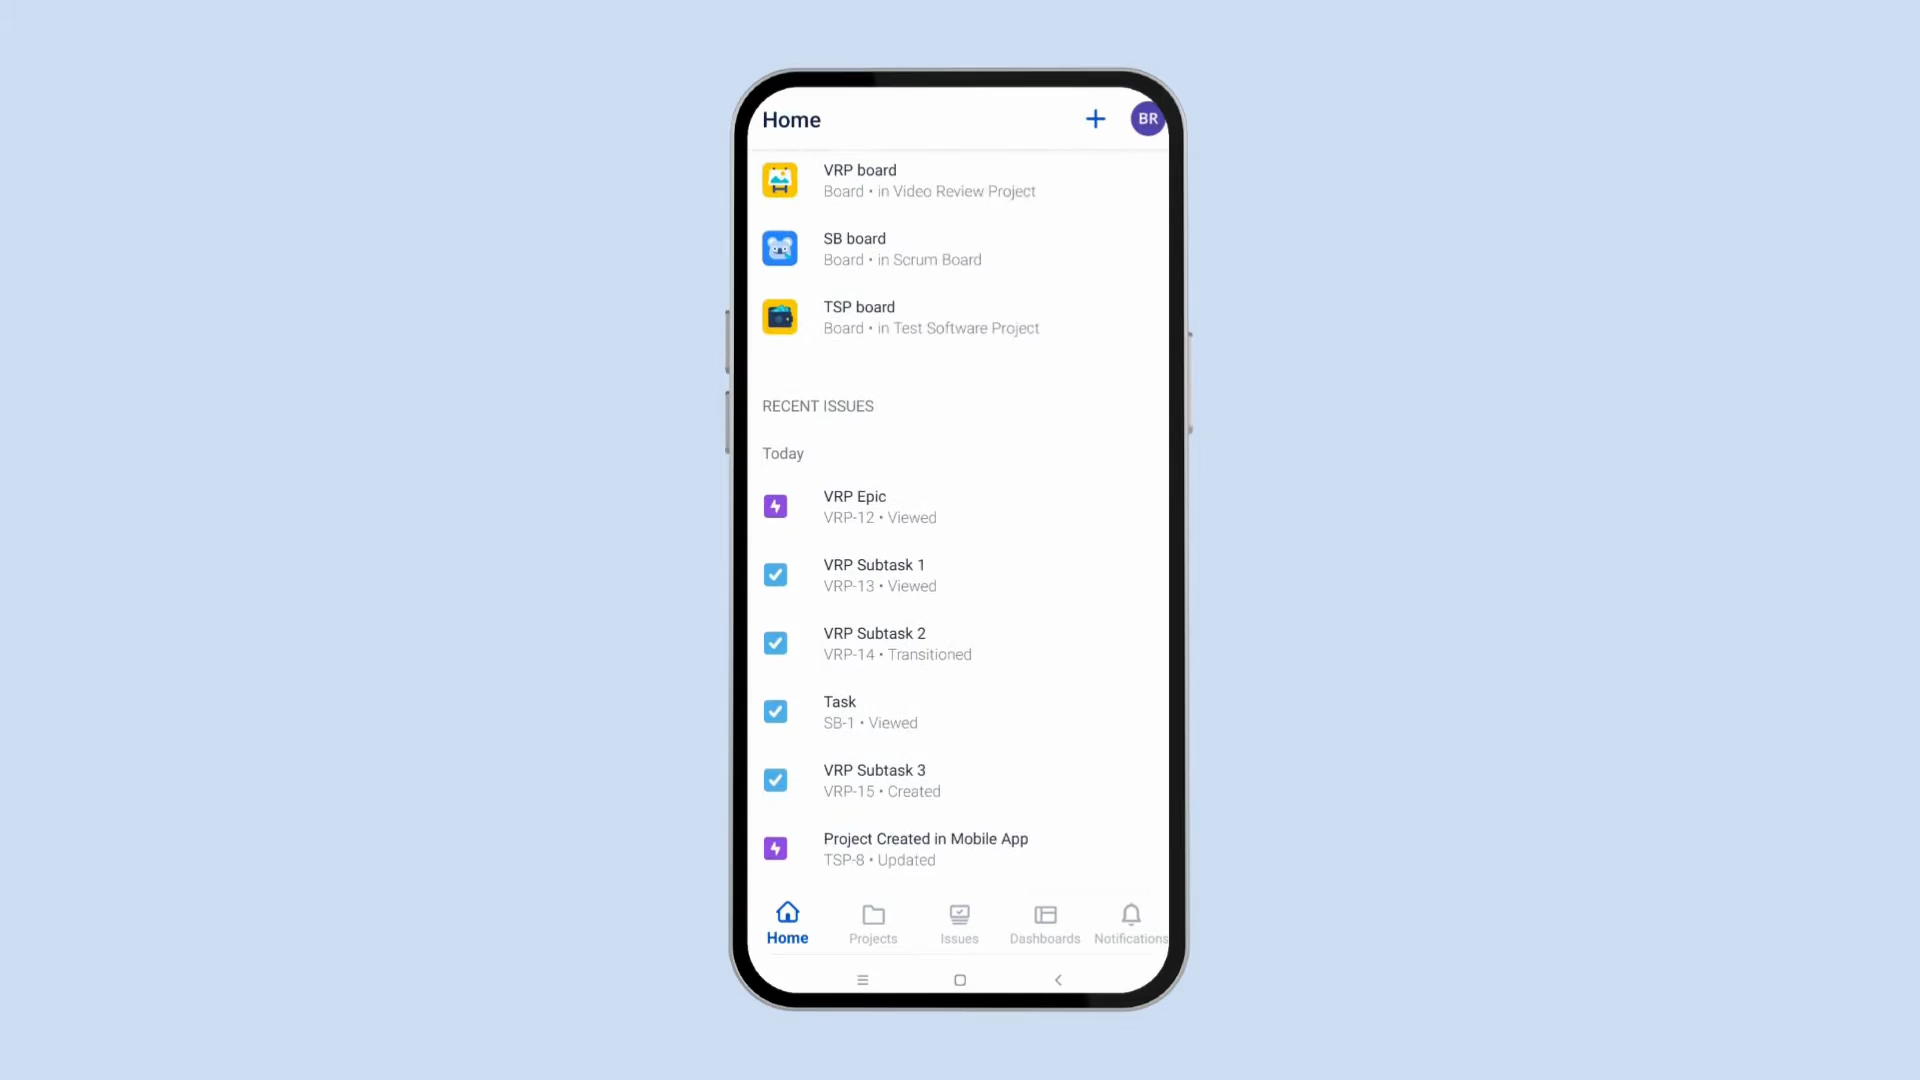 Home
BR
VRP board
Board • in Video Review Project
SB board
Board • in Scrum Board
TSP board
Board • in Test Software Project
RECENT ISSUES
Today
VRP Epic
VRP-12 • Viewed
VRP Subtask 1
VRP-13 • Viewed
VRP Subtask 2
VRP-14 • Transitioned
Task
SB-1 • Viewed
VRP Subtask 3
VRP-15 • Created
Project Created in Mobile App
TSP-8 • Updated
Home Projects Issues Dashboards Notifications